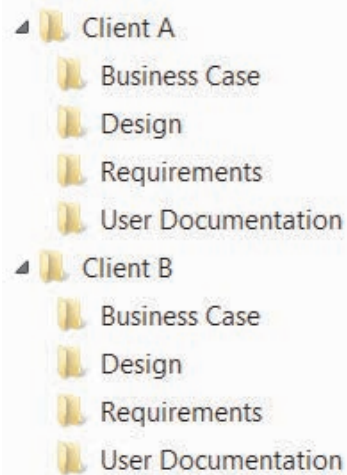 Client A
Business Case
Design
Requirements
User Documentation
Client B
Business Case
Design
Requirements
User Documentation